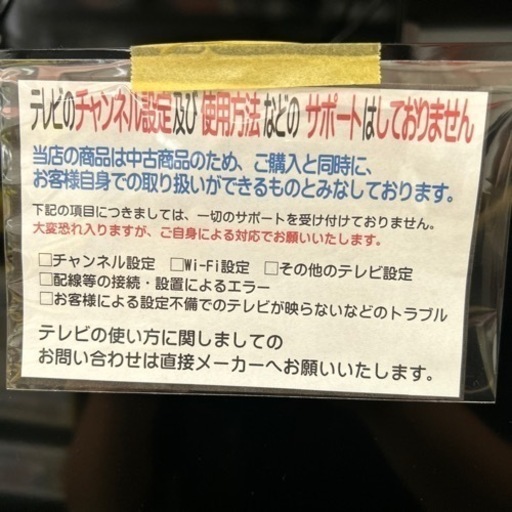 テレビのチャンネル設定及び使用方法などのサポートはしておりません
当店の商品は中古商品のため、ご購入と同時に、
お客様自身での取り扱いができるものとみなしております。
下記の項目につきましては、一切のサポートを受け付けておりません。
大変恐れ入りますが、ご自身による対応でお願いいたします。
□チャンネル設定 □Wi-Fi設定 □その他のテレビ設定
□配線等の接続・設置によるエラー
□お客様による設定不備でのテレビが映らないなどのトラブル
テレビの使い方に関しましての
お問い合わせは直接メーカーへお願いいたします。